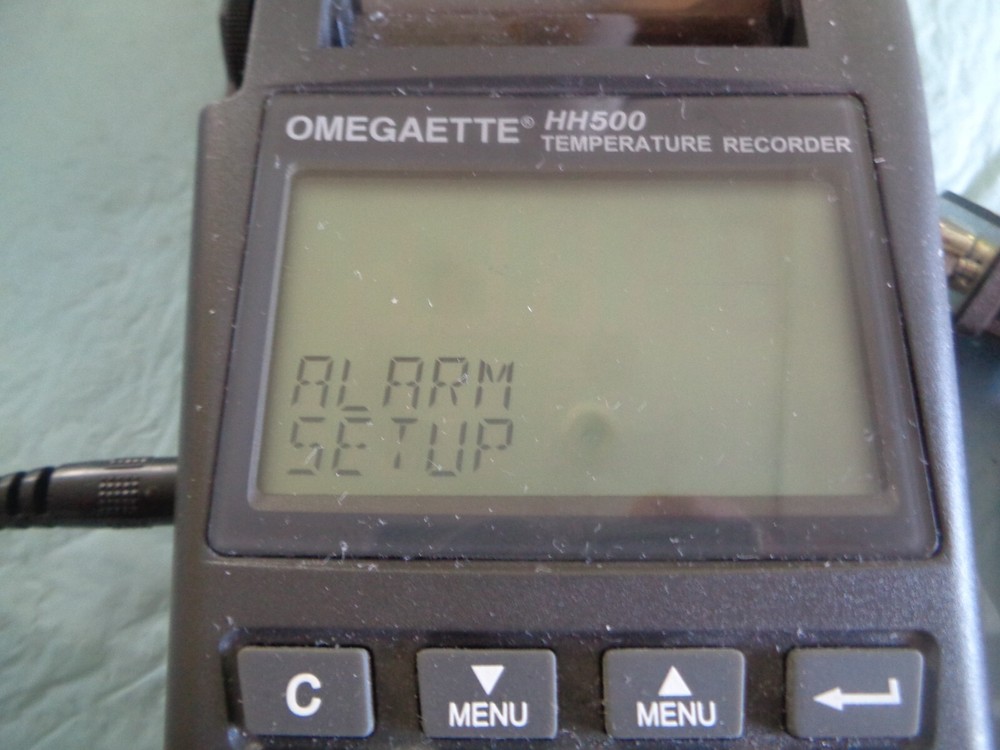 OMEGAETTE® HH500
TEMPERATURE RECORDER
ALARM
SETUP
C
▼
MENU
▲
MENU